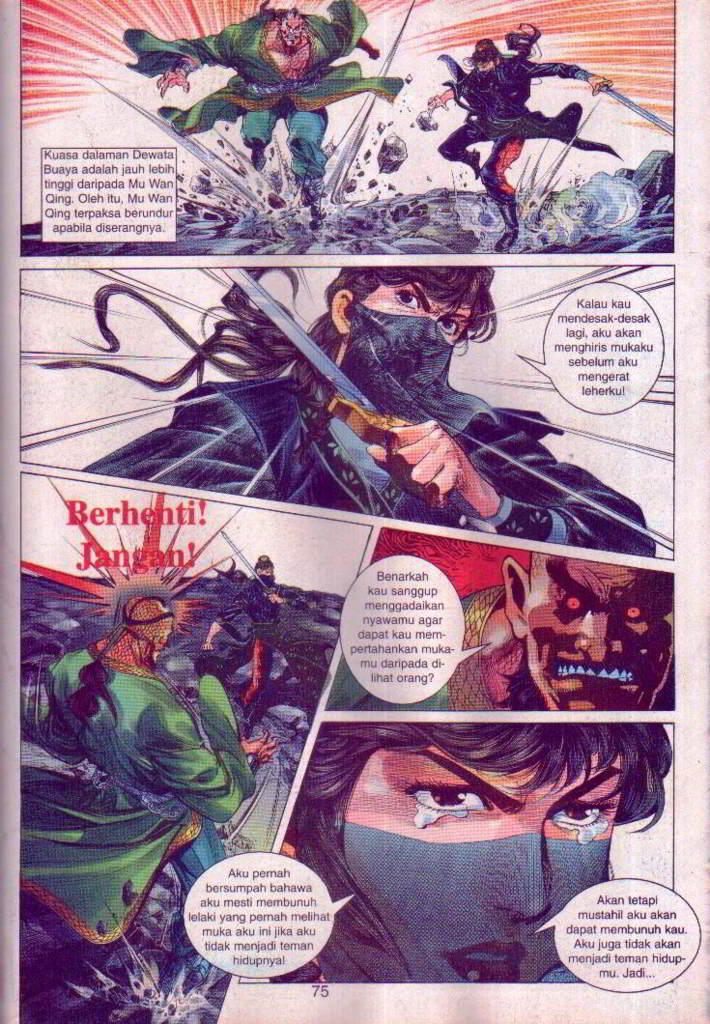 Kuasa dalaman Dewata
Buaya adalah jauh lebih
tinggi daripada Mu Wan
Qing. Oleh itu, Mu Wan
Qing terpaksa berundur
apabila diserangnya.
Kalau kau
mendesak-desak
lagi, aku akan
menghiris mukaku
sebelum aku
mengerat
leherku!
Berhenti!
Jangan!
Benarkah
kau sanggup
menggadaikan
nyawamu agar
dapat kau mem-
pertahankan muka-
mu daripada di-
lihat orang?
Aku pernah
bersumpah bahawa
aku mesti membunuh
lelaki yang pernah melihat
muka aku ini jika aku
tidak menjadi teman
hidupnya!
Akan tetapi
mustahil aku akan
dapat membunuh kau.
Aku juga tidak akan
menjadi teman hidup-
mu. Jadi...
75